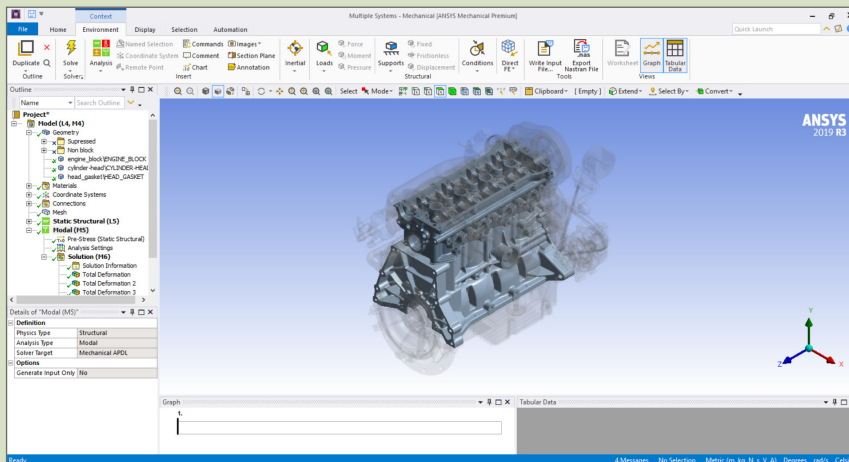 Context
Multiple Systems - Mechanical [ANSYS Mechanical Premium]
File Home Environment Display Selection Automation
Quick Launch
Duplicate
Outline
Solve
Solver
Analysis
Named Selection
Coordinate System
Remote Point
Commands
Comment
Chart
Images
Section Plane
Annotation
Insert
Inertial
Loads
Force
Moment
Pressure
Supports
Fixed
Frictionless
Displacement
Structural
Conditions
Direct
FE
Write Input
File...
Export
Nastran File
Tools
Worksheet
Graph
Tabular
Data
Views
Outline
Name Search Outline
Select Mode Clipboard [Empty] Extend Select By Convert
Project*
Model (L4, M4)
Geometry
Supressed
Non block
engine_block\ENGINE_BLOCK
cylinder-head\CYLINDER-HEA
head_gasket\HEAD_GASKET
Materials
Coordinate Systems
Connections
Mesh
Static Structural (L5)
Modal (M5)
Pre-Stress (Static Structural)
Analysis Settings
Solution (M6)
Solution Information
Total Deformation
Total Deformation 2
Total Deformation 3
ANSYS
2019 R3
Details of "Modal (M5)"
Definition
Physics Type Structural
Analysis Type Modal
Solver Target Mechanical APDL
Options
Generate Input Only No
Y
Z
X
Graph
1.
Tabular Data
Ready
4 Messages No Selection Metric (m, kg, N, s, V, A) Degrees rad/s Celsi